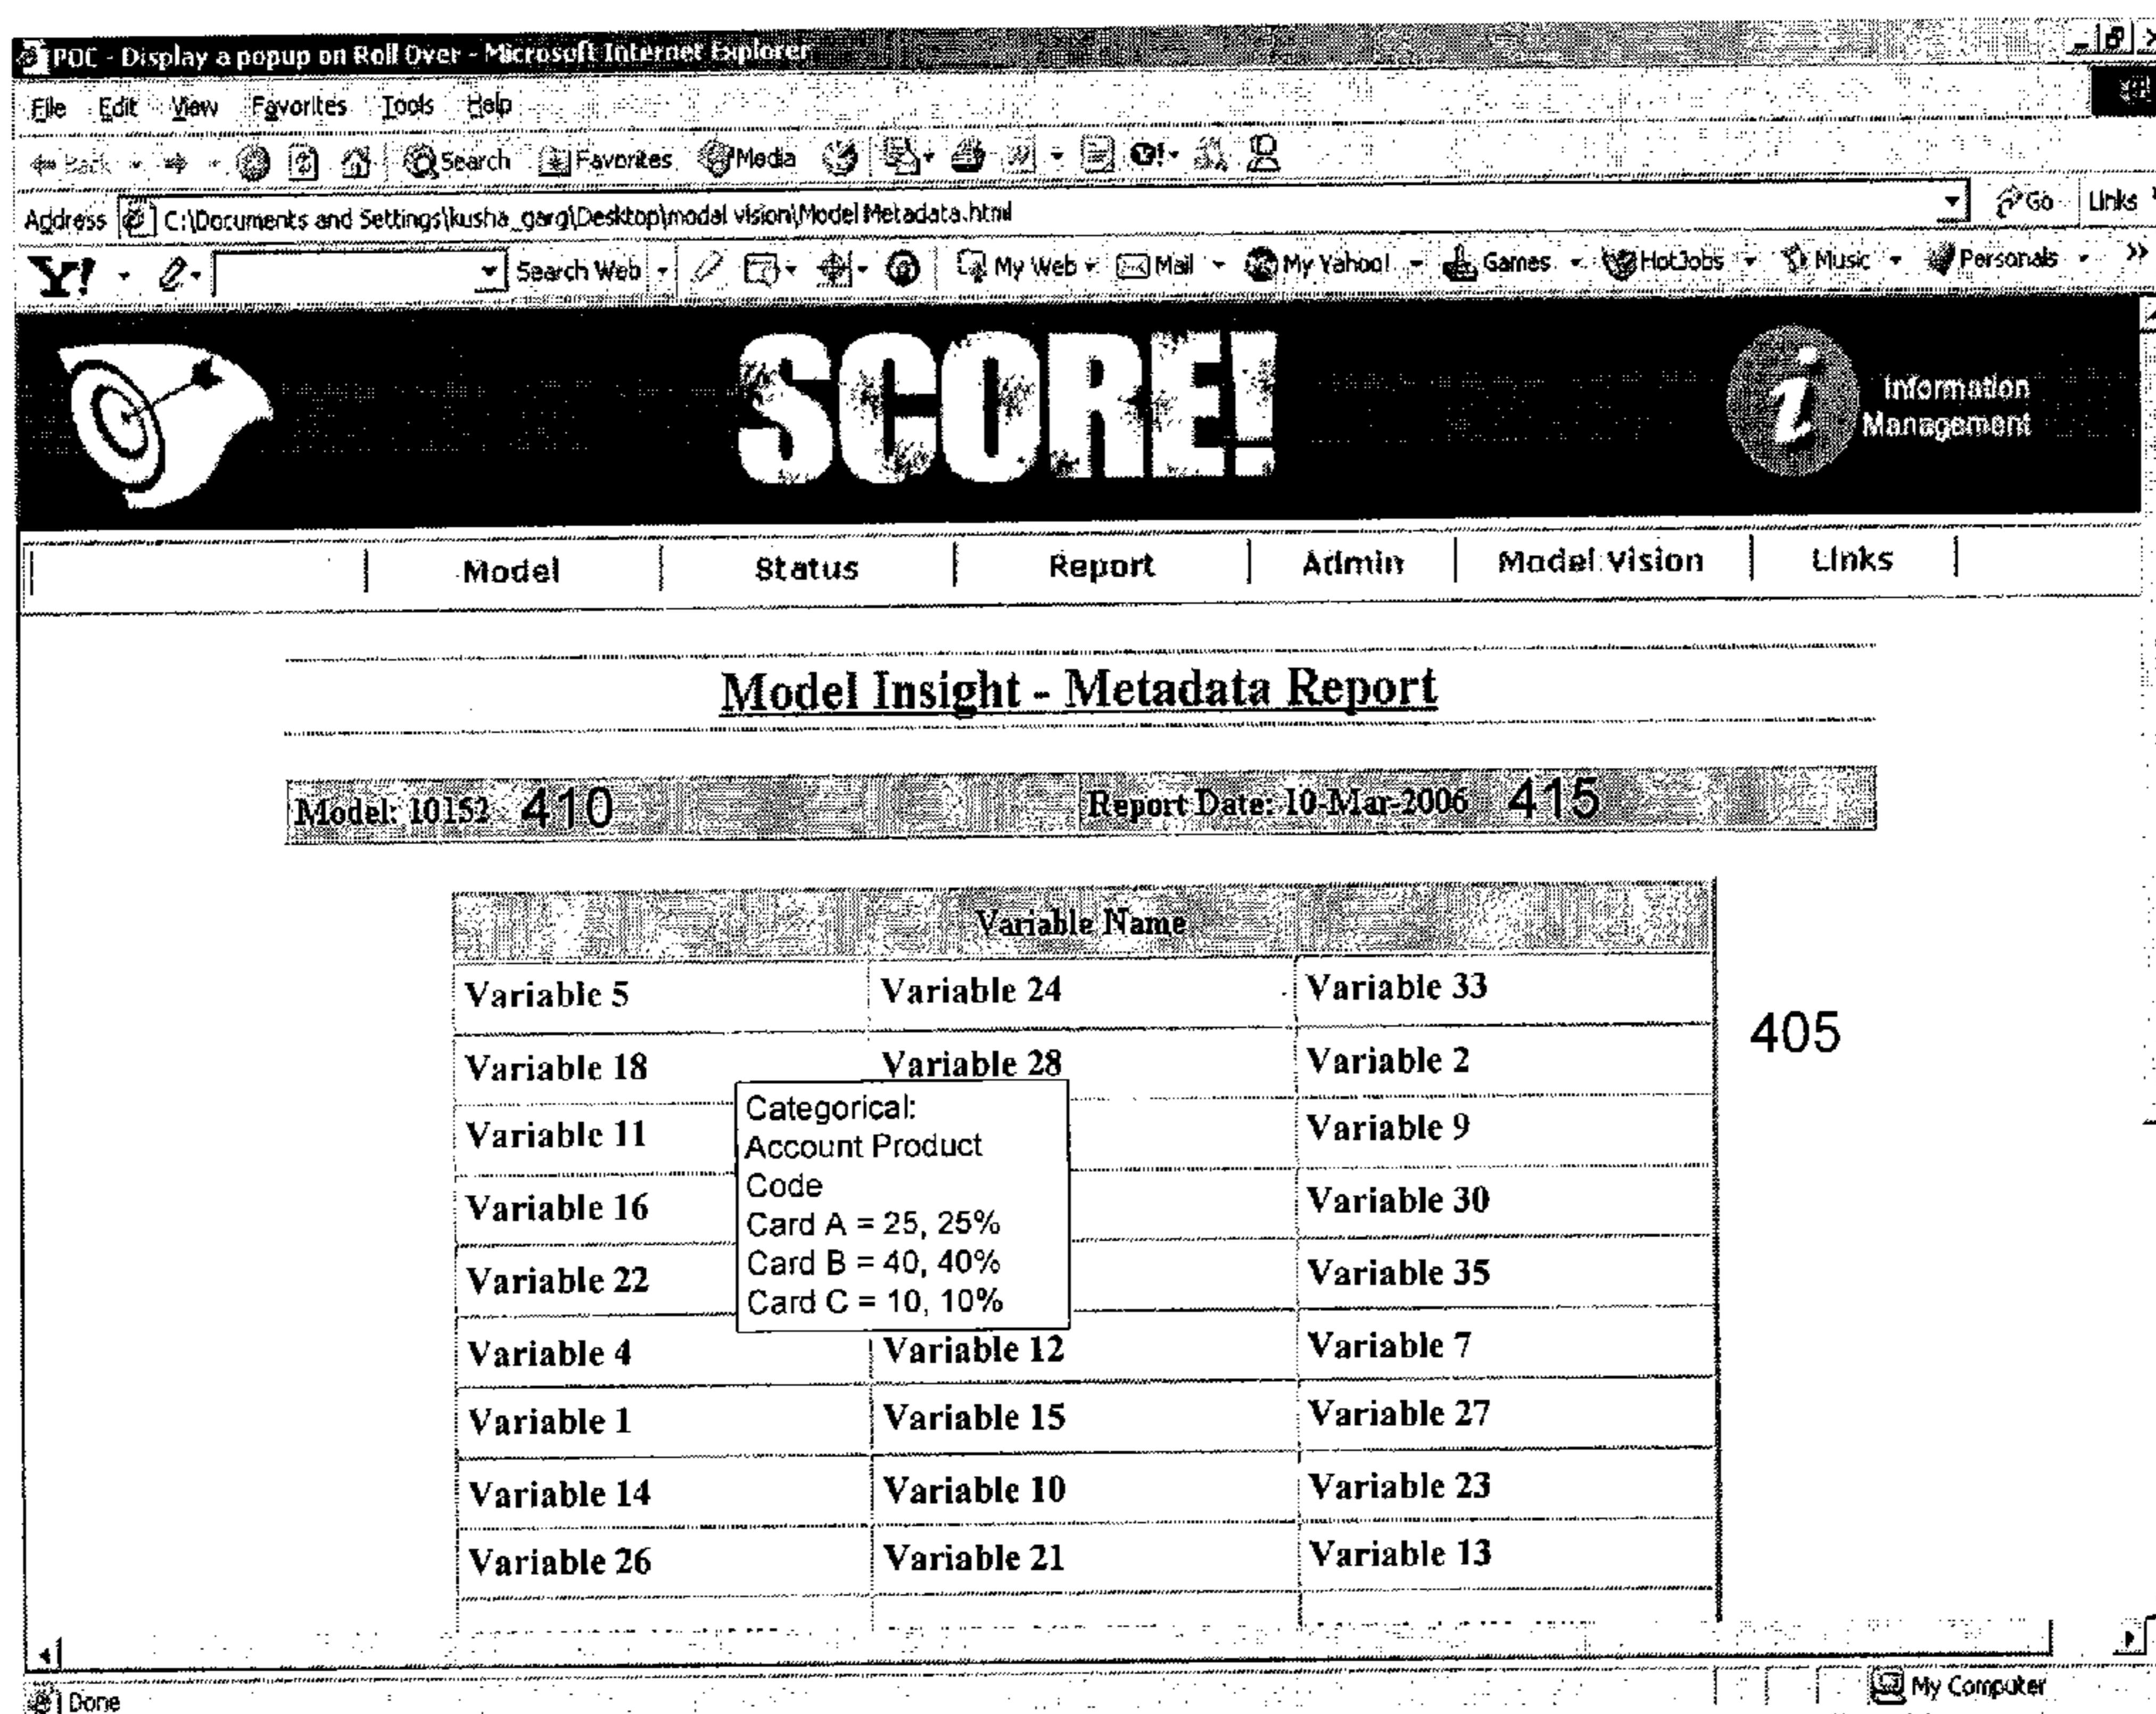 POC - Display a popup on Roll Over - Microsoft Internet Explorer
File Edit View Favorites Tools Help
Back Search Favorites Media
Address C:\Documents and Settings\kusha_garg\Desktop\modal vision\Model Metadata.html Go Links
Y! Search Web My Web Mail My Yahoo! Games HotJobs Music Personals »
SCORE!
i Information
Management
Model Status Report Admin Model Vision Links
Model Insight - Metadata Report
Model: 10152 410 Report Date: 10-Mar-2006 415
Variable Name
Variable 5 Variable 24 Variable 33
405
Variable 18 Variable 28 Variable 2
Variable 11 Variable 9
Variable 16 Variable 30
Variable 22 Variable 35
Categorical:
Account Product
Code
Card A = 25, 25%
Card B = 40, 40%
Card C = 10, 10%
Variable 4 Variable 12 Variable 7
Variable 1 Variable 15 Variable 27
Variable 14 Variable 10 Variable 23
Variable 26 Variable 21 Variable 13
Done My Computer